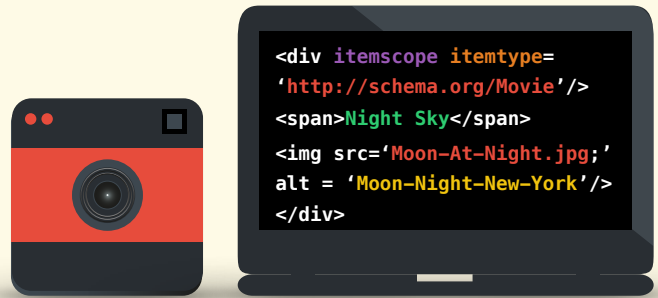 <div itemscope itemtype=
‘http://schema.org/Movie’/>
<span>Night Sky</span>
<img src=‘Moon–At–Night.jpg;’
alt = ‘Moon–Night–New–York’/>
</div>